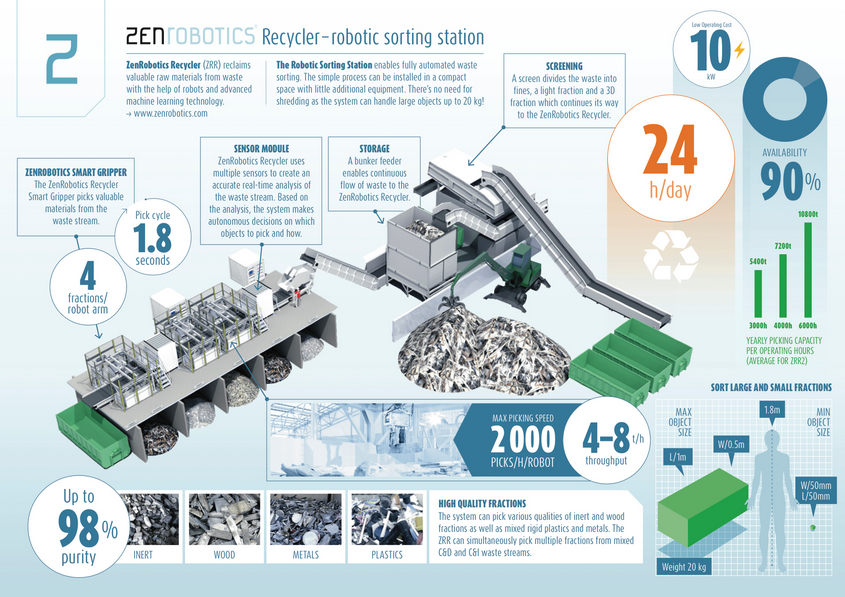 ZENROBOTICS® Recycler–robotic sorting station
ZenRobotics Recycler (ZRR) reclaims
valuable raw materials from waste
with the help of robots and advanced
machine learning technology.
→ www.zenrobotics.com
The Robotic Sorting Station enables fully automated waste
sorting. The simple process can be installed in a compact
space with little additional equipment. There's no need for
shredding as the system can handle large objects up to 20 kg!
SCREENING
A screen divides the waste into
fines, a light fraction and a 3D
fraction which continues its way
to the ZenRobotics Recycler.
Low Operating Cost
10
kW
24
h/day
AVAILABILITY
90%
ZENROBOTICS SMART GRIPPER
The ZenRobotics Recycler
Smart Gripper picks valuable
materials from the
waste stream.
Pick cycle
1.8
seconds
4
fractions/
robot arm
SENSOR MODULE
ZenRobotics Recycler uses
multiple sensors to create an
accurate real-time analysis of
the waste stream. Based on
the analysis, the system makes
autonomous decisions on which
objects to pick and how.
STORAGE
A bunker feeder
enables continuous
flow of waste to the
ZenRobotics Recycler.
10800t
7200t
5400t
3000h 4000h 6000h
YEARLY PICKING CAPACITY
PER OPERATING HOURS
(AVERAGE FOR ZRR2)
MAX PICKING SPEED
2 000
PICKS/H/ROBOT
4–8 t/h
throughput
SORT LARGE AND SMALL FRACTIONS
MAX
OBJECT
SIZE
1.8m
MIN
OBJECT
SIZE
W/0.5m
L/1m
W/50mm
L/50mm
Weight 20 kg
Up to
98%
purity
INERT
WOOD
METALS
PLASTICS
HIGH QUALITY FRACTIONS
The system can pick various qualities of inert and wood
fractions as well as mixed rigid plastics and metals. The
ZRR can simultaneously pick multiple fractions from mixed
C&D and C&I waste streams.